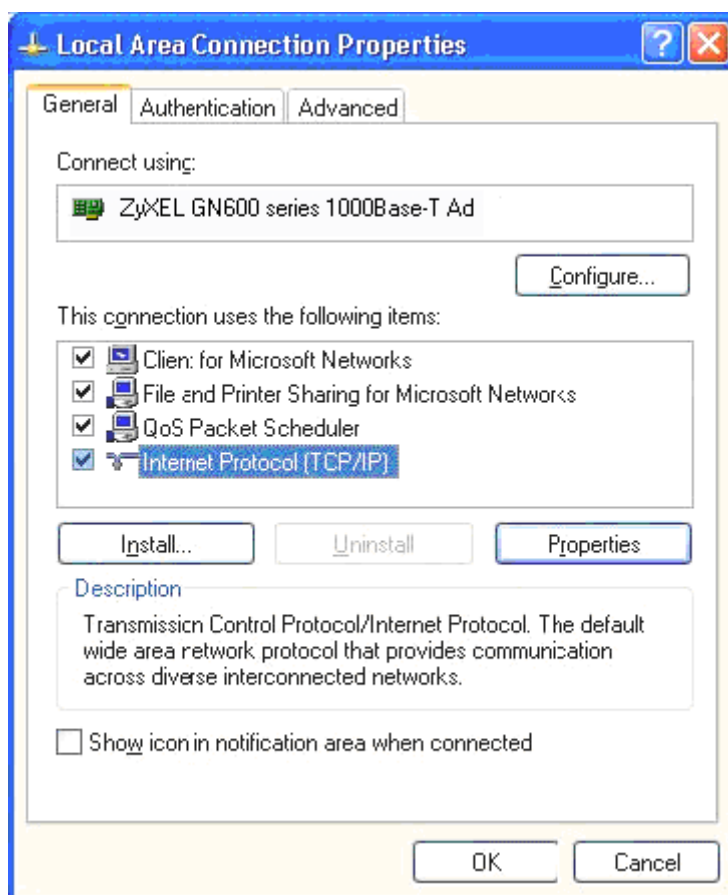 Local Area Connection Properties
General Authentication Advanced
Connect using:
ZyXEL GN600 series 1000Base-T Ad
Configure...
This connection uses the following items:
Client for Microsoft Networks
File and Printer Sharing for Microsoft Networks
QoS Packet Scheduler
Internet Protocol (TCP/IP)
Install... Uninstall Properties
Description
Transmission Control Protocol/Internet Protocol. The default
wide area network protocol that provides communication
across diverse interconnected networks.
Show icon in notification area when connected
OK Cancel